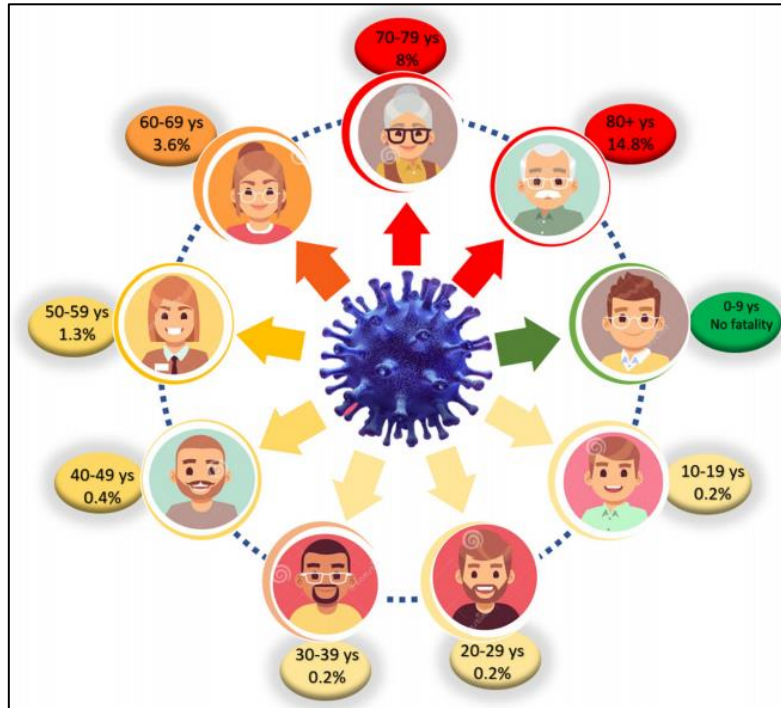 70-79 ys
8%
80+ ys
14.8%
0-9 ys
No fatality
10-19 ys
0.2%
20-29 ys
0.2%
30-39 ys
0.2%
40-49 ys
0.4%
50-59 ys
1.3%
60-69 ys
3.6%